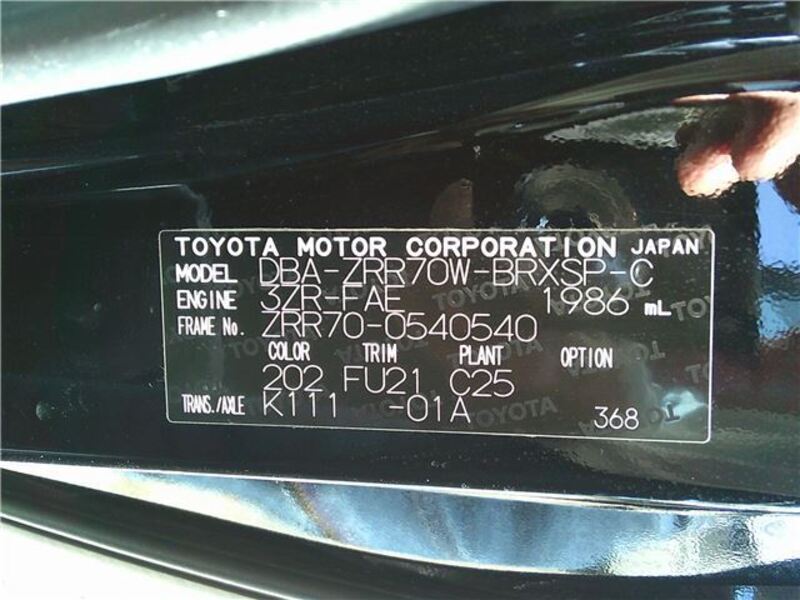 TOYOTA MOTOR CORPORATION JAPAN
MODEL DBA-ZRR70W-BRXSP-C
ENGINE 3ZR-FAE 1986 mL
FRAME No. ZRR70-0540540
COLOR TRIM PLANT OPTION
202 FU21 C25
TRANS./AXLE K111 -01A 368